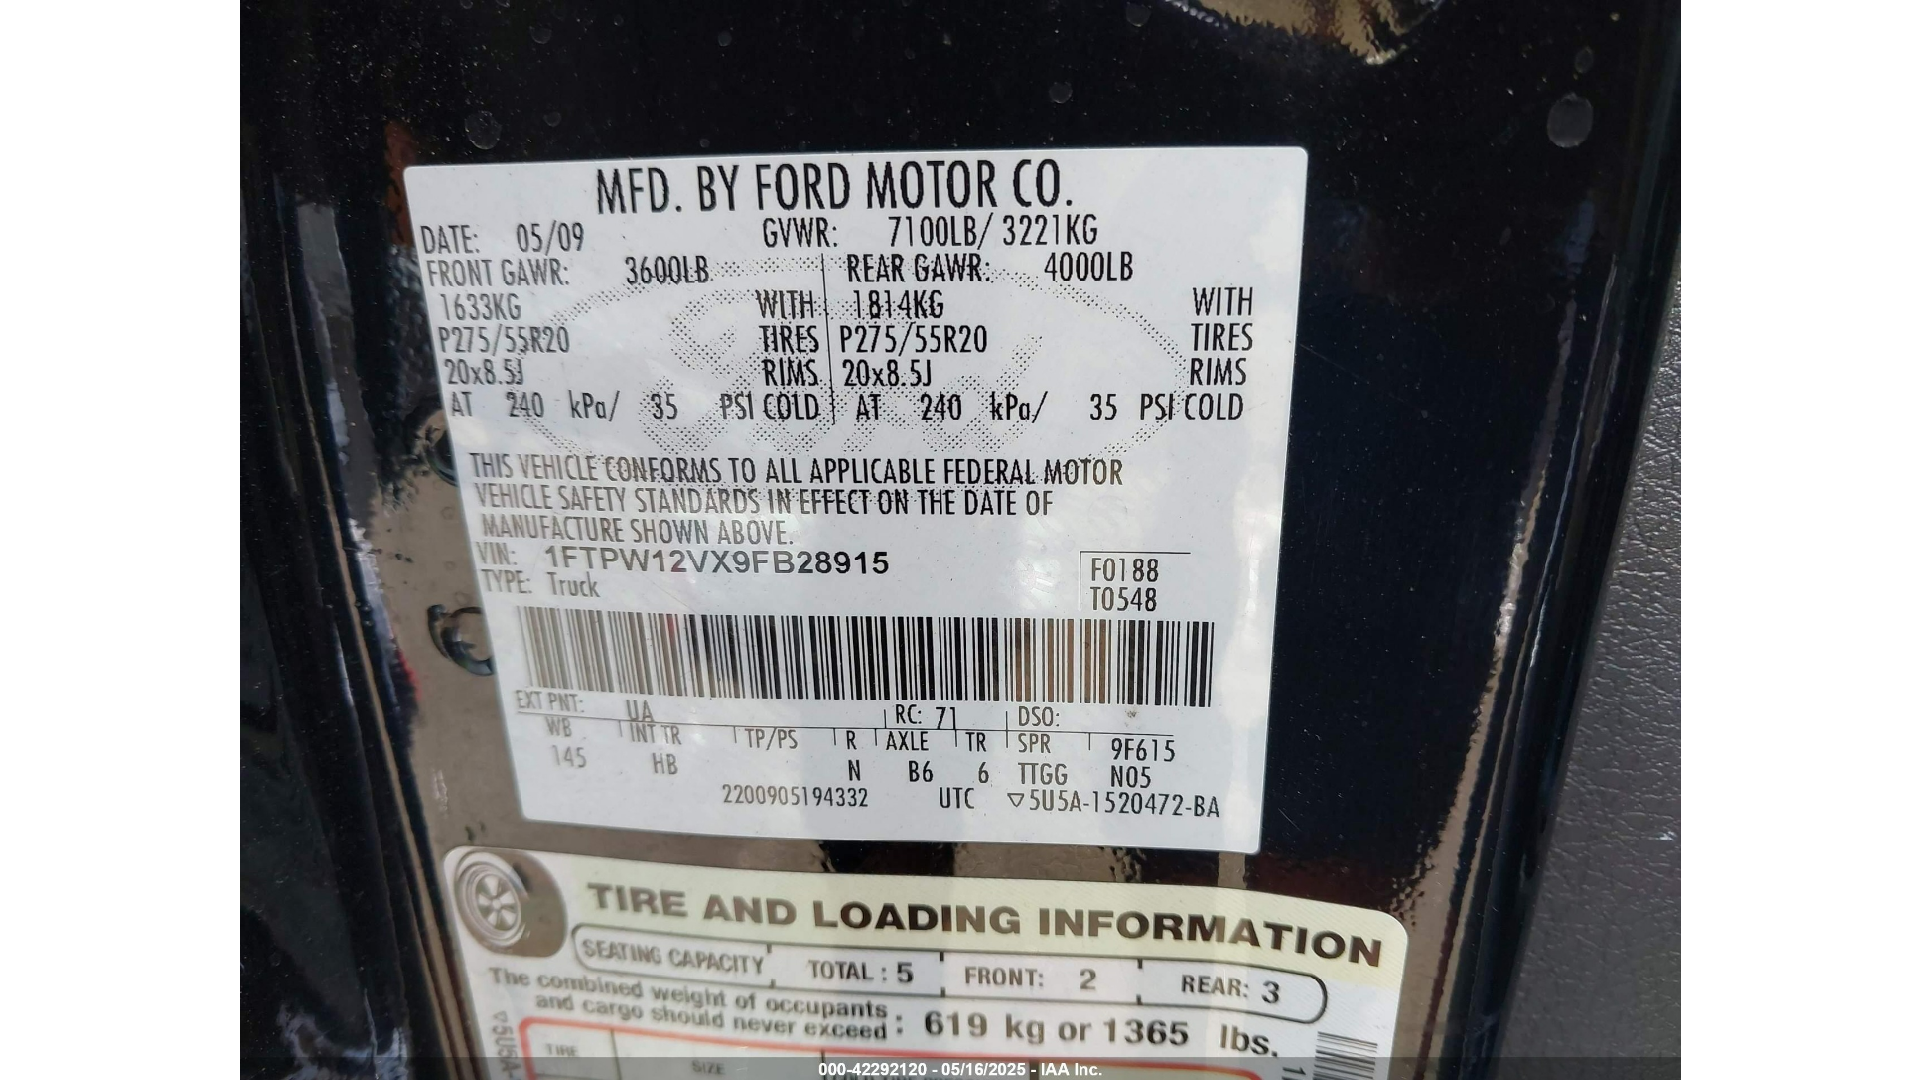 MFD. BY FORD MOTOR CO.
DATE: 05/09 GVWR: 7100LB/ 3221KG
FRONT GAWR: 3600LB REAR GAWR: 4000LB
1633KG WITH 1814KG WITH
P275/55R20 TIRES P275/55R20 TIRES
20x8.5J RIMS 20x8.5J RIMS
AT 240 kPa/ 35 PSI COLD AT 240 kPa/ 35 PSI COLD
THIS VEHICLE CONFORMS TO ALL APPLICABLE FEDERAL MOTOR
VEHICLE SAFETY STANDARDS IN EFFECT ON THE DATE OF
MANUFACTURE SHOWN ABOVE.
VIN: 1FTPW12VX9FB28915
TYPE: Truck
F0188
T0548
EXT PNT: UA RC: 71 DSO:
WB INT TR TP/PS R AXLE TR SPR 9F615
145 HB N B6 6 TTGG N05
2200905194332 UTC ▽5U5A-1520472-BA
TIRE AND LOADING INFORMATION
SEATING CAPACITY TOTAL : 5 FRONT: 2 REAR: 3
The combined weight of occupants
and cargo should never exceed : 619 kg or 1365 lbs.
TIRE SIZE
▽5U5A-
000-42292120 - 05/16/2025 - IAA Inc.